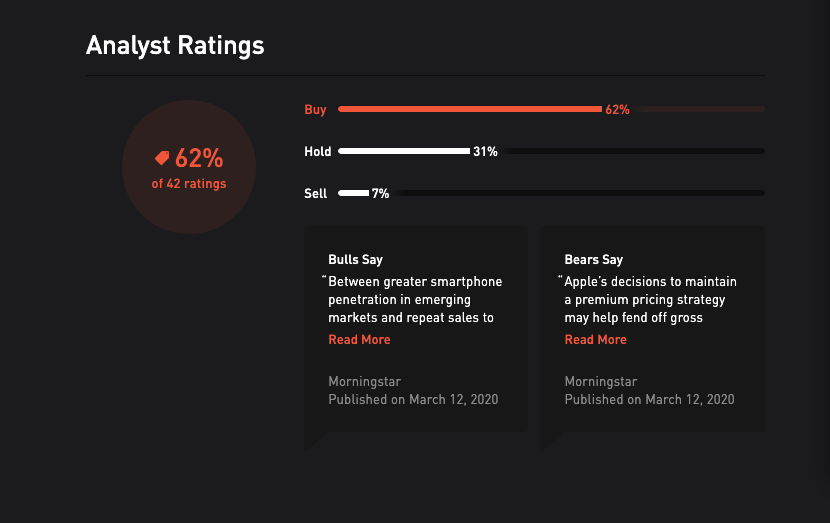 Analyst Ratings
62%
of 42 ratings
Buy 62%
Hold 31%
Sell 7%
Bulls Say
“Between greater smartphone
penetration in emerging
markets and repeat sales to
Read More
Morningstar
Published on March 12, 2020
Bears Say
“Apple’s decisions to maintain
a premium pricing strategy
may help fend off gross
Read More
Morningstar
Published on March 12, 2020